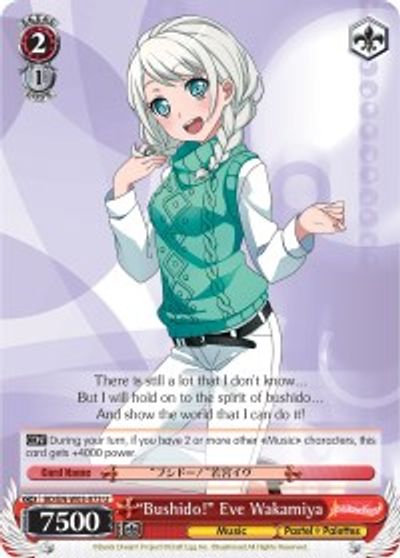 2
1
There is still a lot that I don't know...
But I will hold on to the spirit of bushido...
And show the world that I can do it!
During your turn, if you have 2 or more other «Music» characters, this
card gets +4000 power.
Card Name
"ブシドー!"若宮イヴ
7500
"Bushido!" Eve Wakamiya
Music
Pastel*Palettes